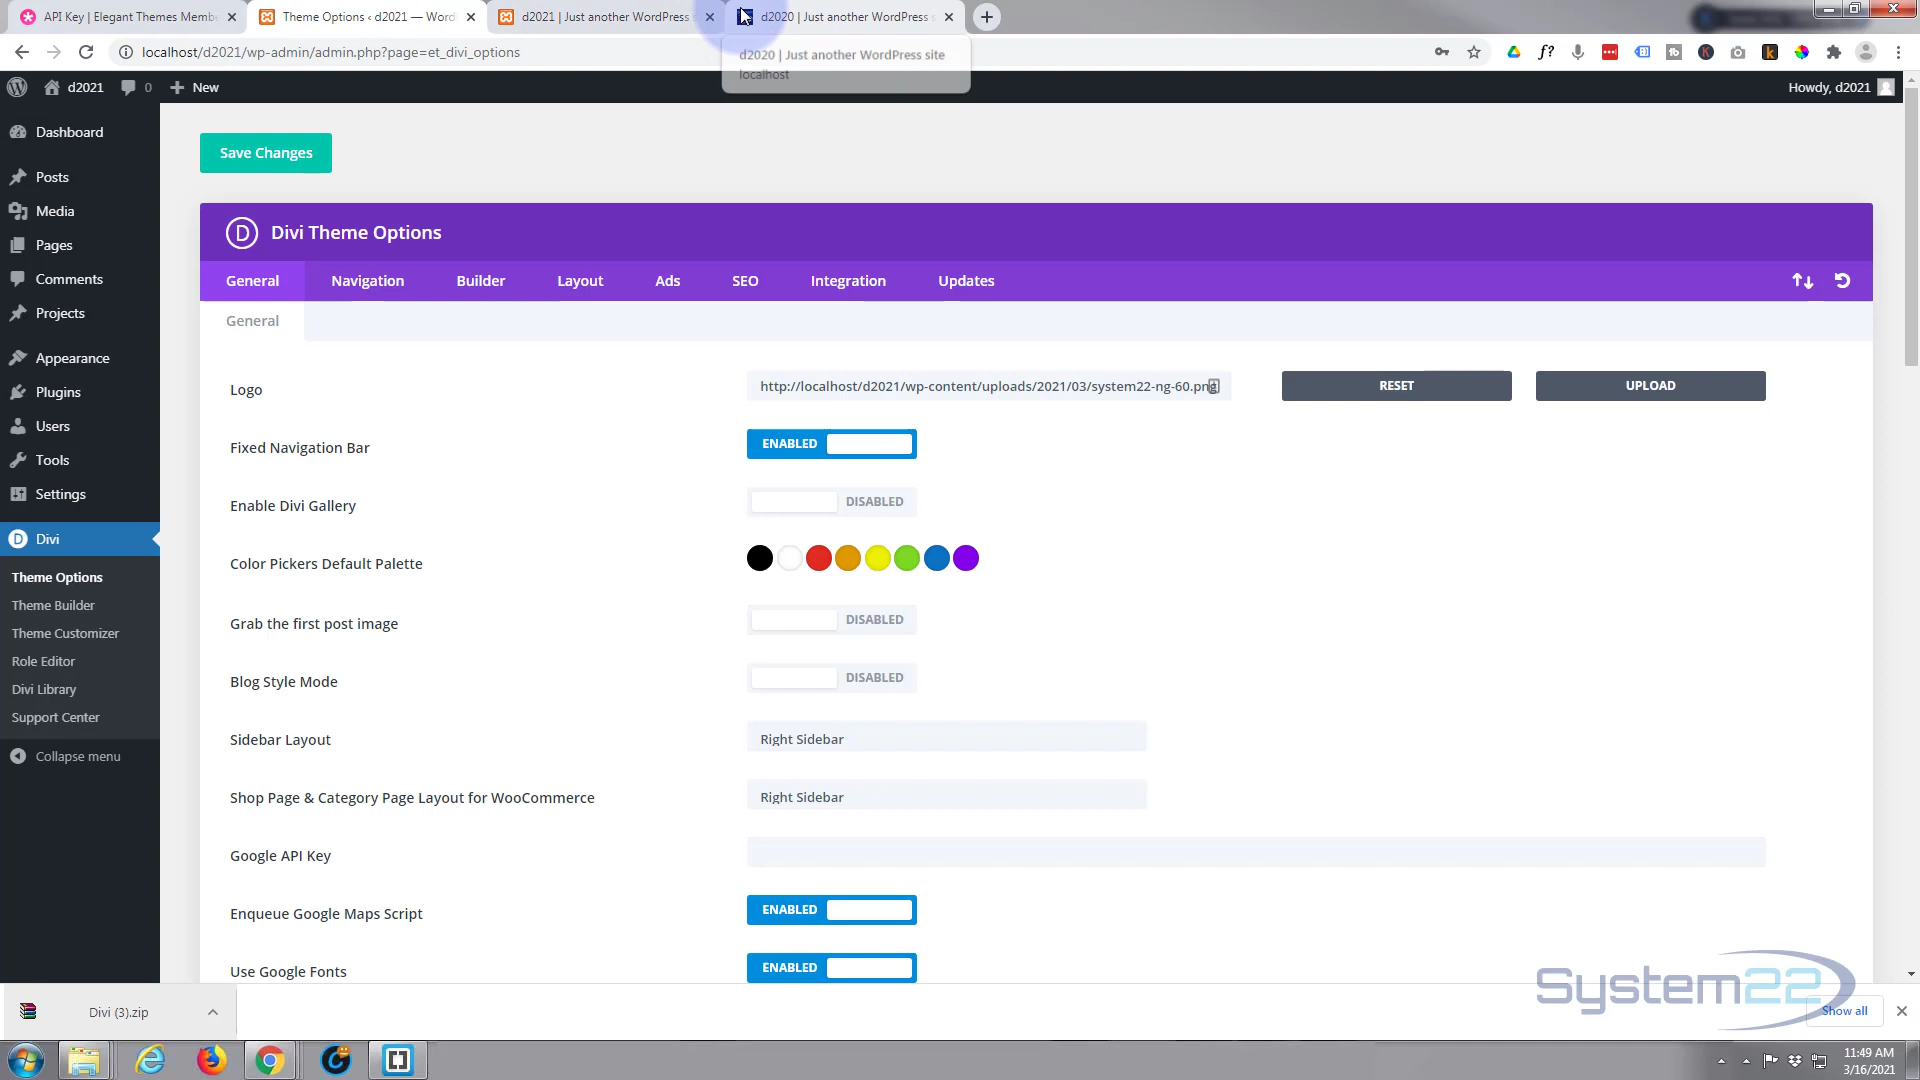 API Key | Elegant Themes Membe
Theme Options ‹ d2021 — Word
d2021 | Just another WordPress
d2020 | Just another WordPress s
localhost/d2021/wp-admin/admin.php?page=et_divi_options
d2020 | Just another WordPress site
localhost
d2021
0
New
Howdy, d2021
Dashboard
Posts
Media
Pages
Comments
Projects
Appearance
Plugins
Users
Tools
Settings
Divi
Theme Options
Theme Builder
Theme Customizer
Role Editor
Divi Library
Support Center
Collapse menu
Save Changes
D Divi Theme Options
General Navigation Builder Layout Ads SEO Integration Updates
General
Logo
http://localhost/d2021/wp-content/uploads/2021/03/system22-ng-60.png
RESET
UPLOAD
Fixed Navigation Bar
ENABLED
Enable Divi Gallery
DISABLED
Color Pickers Default Palette
Grab the first post image
DISABLED
Blog Style Mode
DISABLED
Sidebar Layout
Right Sidebar
Shop Page & Category Page Layout for WooCommerce
Right Sidebar
Google API Key
Enqueue Google Maps Script
ENABLED
Use Google Fonts
ENABLED
System22
Divi (3).zip
Show all
11:49 AM
3/16/2021